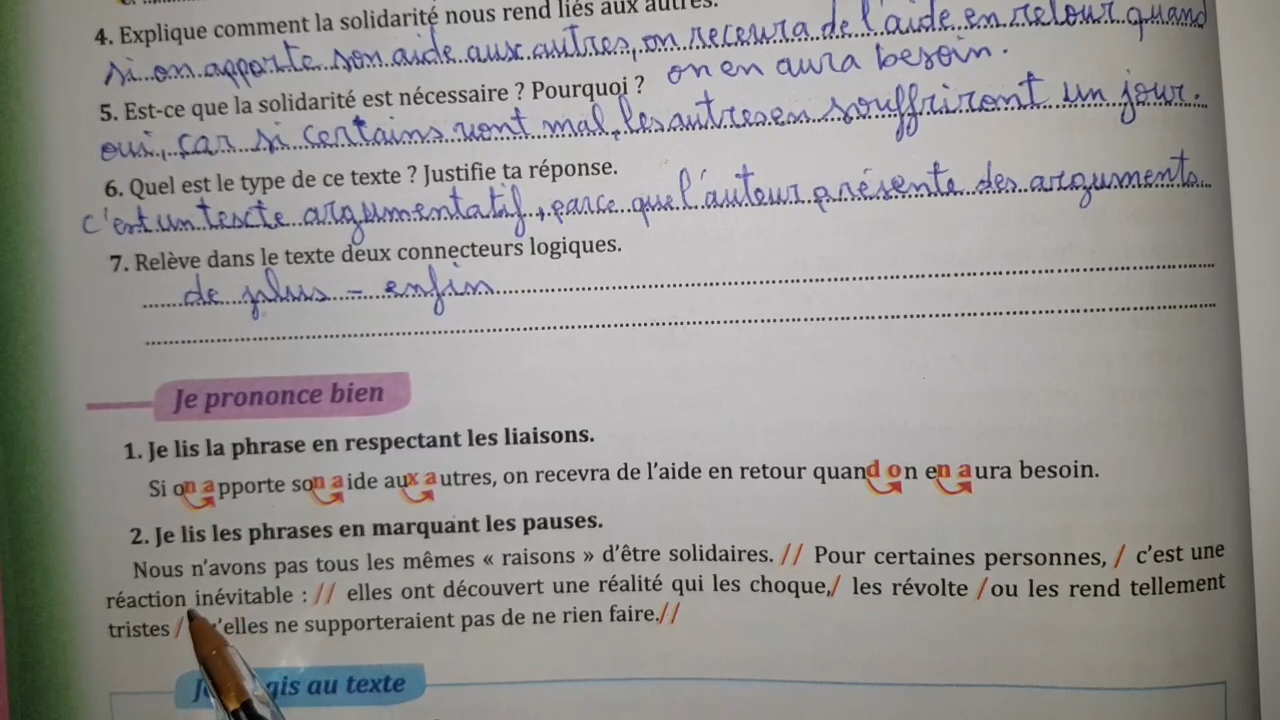 4. Explique comment la solidarité nous rend liés aux autres.
si on apporte son aide aux autres, on recevra de l'aide en retour quand
on en aura besoin.
5. Est-ce que la solidarité est nécessaire ? Pourquoi ?
oui, car si certains vont mal, les autres en souffriront un jour.
6. Quel est le type de ce texte ? Justifie ta réponse.
c'est un texte argumentatif, parce que l'auteur présente des arguments
7. Relève dans le texte deux connecteurs logiques.
de plus - enfin
Je prononce bien
1. Je lis la phrase en respectant les liaisons.
Si on apporte son aide aux autres, on recevra de l'aide en retour quand on en aura besoin.
2. Je lis les phrases en marquant les pauses.
Nous n'avons pas tous les mêmes « raisons » d'être solidaires. // Pour certaines personnes, / c'est une
réaction inévitable : // elles ont découvert une réalité qui les choque,/ les révolte /ou les rend tellement
tristes / 'elles ne supporteraient pas de ne rien faire.//
gis au texte